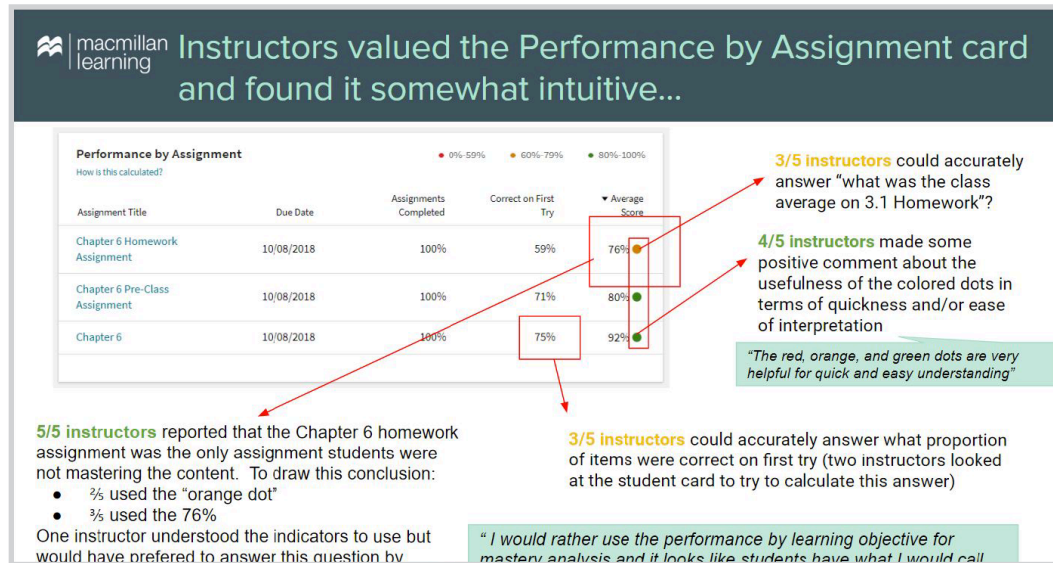 macmillan
learning
Instructors valued the Performance by Assignment card
and found it somewhat intuitive...
Performance by Assignment
How is this calculated?
0%-59%
60%-79%
80%-100%
Assignment Title
Due Date
Assignments
Completed
Correct on First
Try
▼ Average
Score
Chapter 6 Homework
Assignment
10/08/2018
100%
59%
76%
Chapter 6 Pre-Class
Assignment
10/08/2018
100%
71%
80%
Chapter 6
10/08/2018
100%
75%
92%
3/5 instructors could accurately
answer “what was the class
average on 3.1 Homework”?
4/5 instructors made some
positive comment about the
usefulness of the colored dots in
terms of quickness and/or ease
of interpretation
“The red, orange, and green dots are very
helpful for quick and easy understanding”
5/5 instructors reported that the Chapter 6 homework
assignment was the only assignment students were
not mastering the content. To draw this conclusion:
● ⅖ used the “orange dot”
● ⅗ used the 76%
One instructor understood the indicators to use but
would have prefered to answer this question by
3/5 instructors could accurately answer what proportion
of items were correct on first try (two instructors looked
at the student card to try to calculate this answer)
“ I would rather use the performance by learning objective for
mastery analysis and it looks like students have what I would call